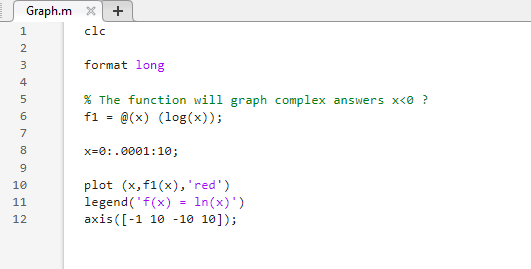 Graph.m × +
1 clc
2
3 format long
4
5 % The function will graph complex answers x<0 ?
6 f1 = @(x) (log(x));
7
8 x=0:.0001:10;
9
10 plot (x,f1(x),'red')
11 legend('f(x) = ln(x)')
12 axis([-1 10 -10 10]);